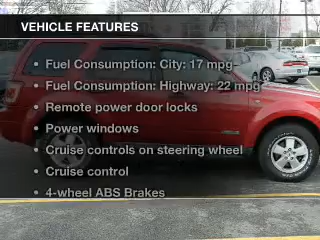 VEHICLE FEATURES
• Fuel Consumption: City: 17 mpg
• Fuel Consumption: Highway: 22 mpg
• Remote power door locks
• Power windows
• Cruise controls on steering wheel
• Cruise control
• 4-wheel ABS Brakes